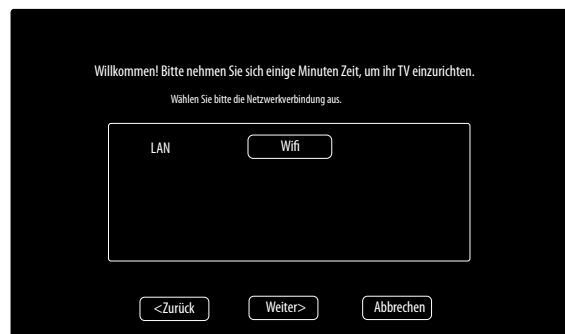 Willkommen! Bitte nehmen Sie sich einige Minuten Zeit, um ihr TV einzurichten.
Wählen Sie bitte die Netzwerkverbindung aus.
LAN Wifi
<Zurück Weiter> Abbrechen